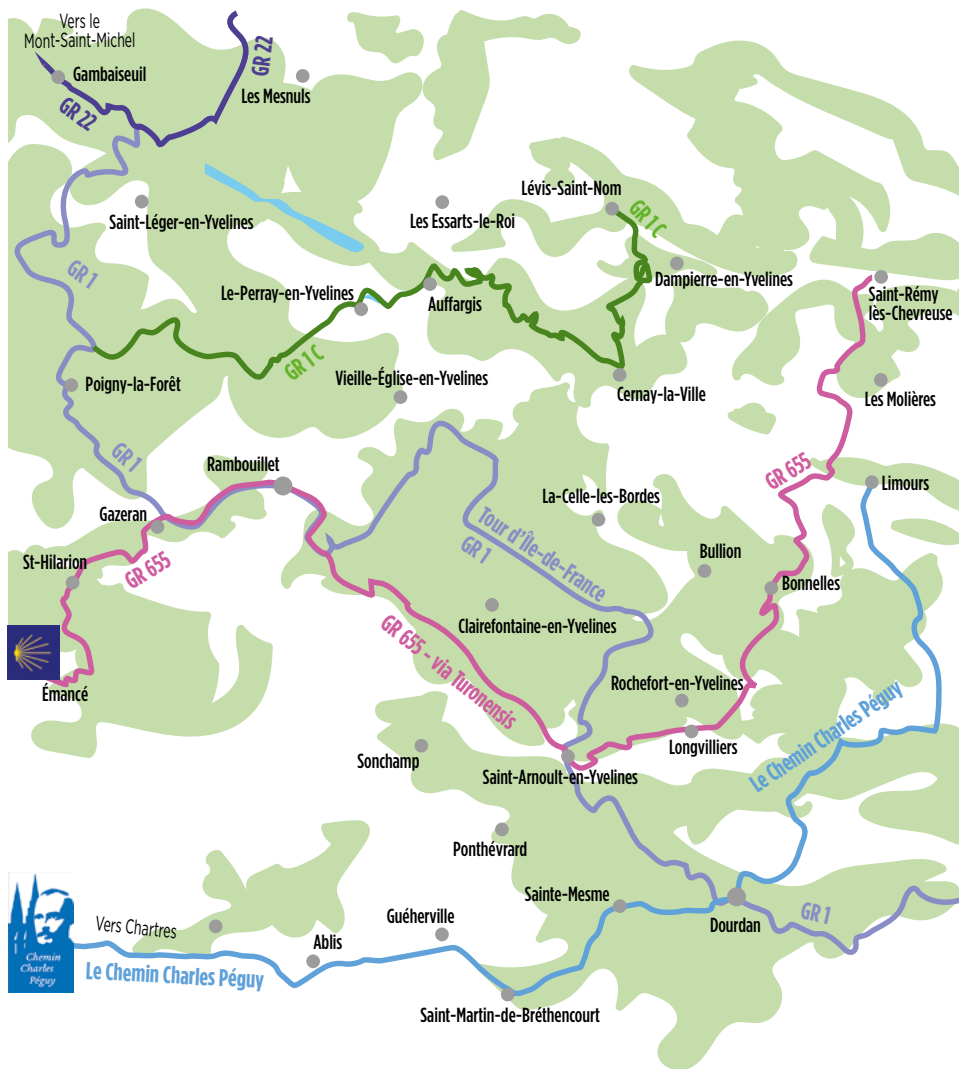 Vers le
Mont-Saint-Michel
Gambaiseuil
GR 22
GR 22
Les Mesnuls
Saint-Léger-en-Yvelines
Les Essarts-le-Roi
Lévis-Saint-Nom
GR 1C
Dampierre-en-Yvelines
Saint-Rémy
lès-Chevreuse
GR 1
Le-Perray-en-Yvelines
Auffargis
GR 1 C
Vieille-Église-en-Yvelines
Cernay-la-Ville
Les Molières
Poigny-la-Forêt
GR 1
Rambouillet
GR 655
Limours
La-Celle-les-Bordes
Gazeran
GR 655
Tour d'Île-de-France
GR 1
St-Hilarion
Bullion
Bonnelles
Clairefontaine-en-Yvelines
GR 655 - via Turonensis
Émancé
Rochefort-en-Yvelines
Longvilliers
Le Chemin Charles Péguy
Sonchamp
Saint-Arnoult-en-Yvelines
Ponthévrard
Sainte-Mesme
Dourdan
GR 1
Vers Chartres
Guéherville
Ablis
Chemin
Charles
Péguy
Le Chemin Charles Péguy
Saint-Martin-de-Bréthencourt